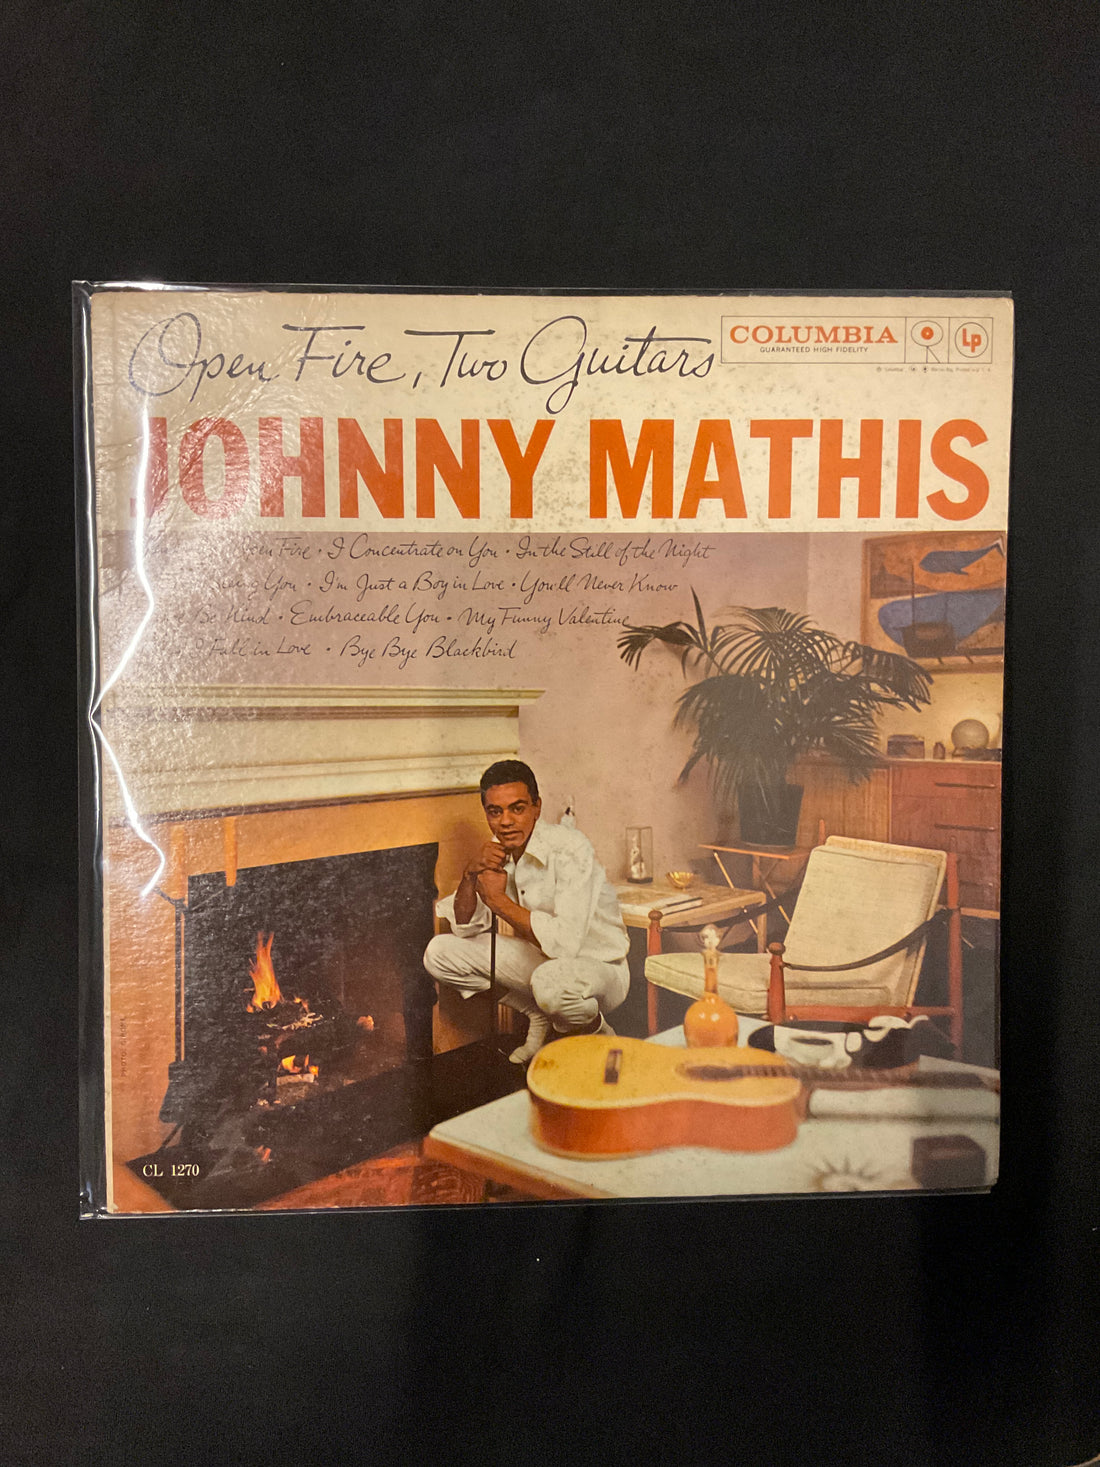 Open Fire, Two Guitars
COLUMBIA
GUARANTEED HIGH FIDELITY
Lp
JOHNNY MATHIS
Open Fire • I Concentrate on You • In the Still of the Night
You • I'm Just a Boy in Love • You'll Never Know
Be Kind • Embraceable You • My Funny Valentine
I Fall in Love • Bye Bye Blackbird
CL 1270